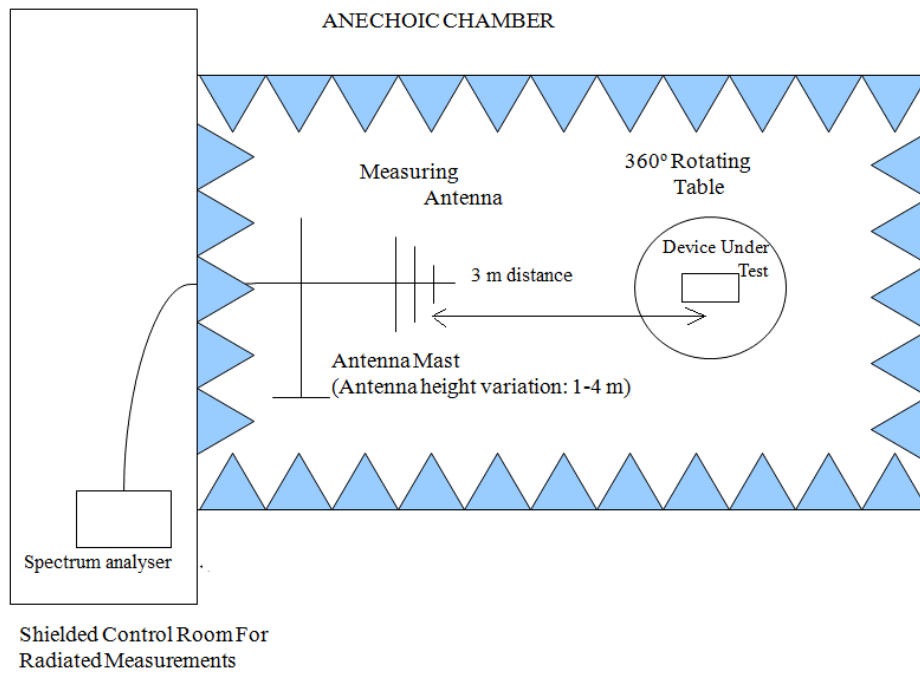 ANECHOIC CHAMBER
Measuring
Antenna
360º Rotating
Table
Device Under
Test
3 m distance
Antenna Mast
(Antenna height variation: 1-4 m)
Spectrum analyser
Shielded Control Room For
Radiated Measurements